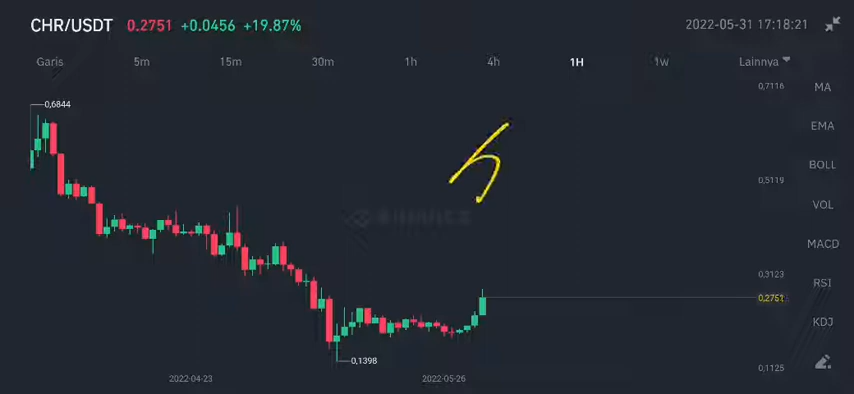 CHR/USDT 0.2751 +0.0456 +19.87% 2022-05-31 17:18:21
Garis 5m 15m 30m 1h 4h 1H 1w Lainnya
0,7116
MA
0,6844
EMA
BOLL
0,5119
VOL
BINANCE
MACD
0,3123
RSI
0,2751
KDJ
0,1398
0,1125
2022-04-23 2022-05-26